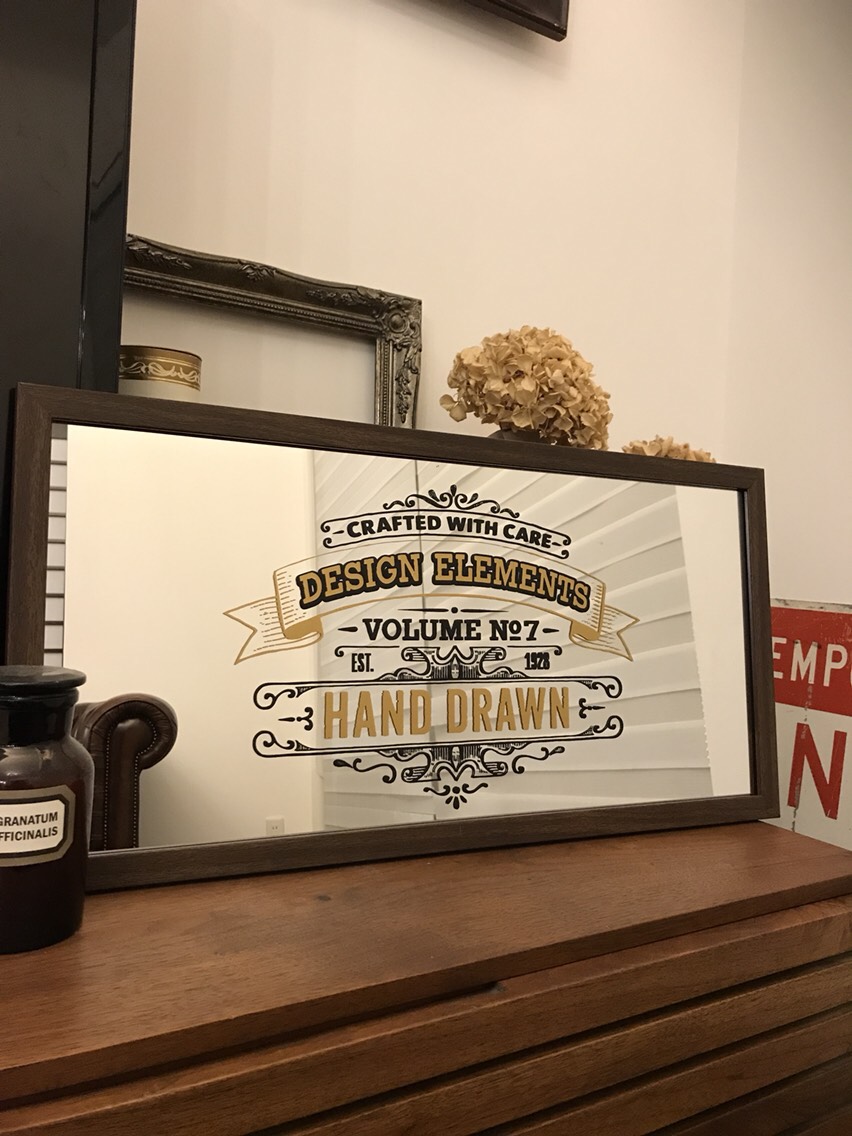 CRAFTED WITH CARE
DESIGN ELEMENTS
VOLUME Nº7
EST. 1928
HAND DRAWN
GRANATUM
FFICINALIS
EMP
N